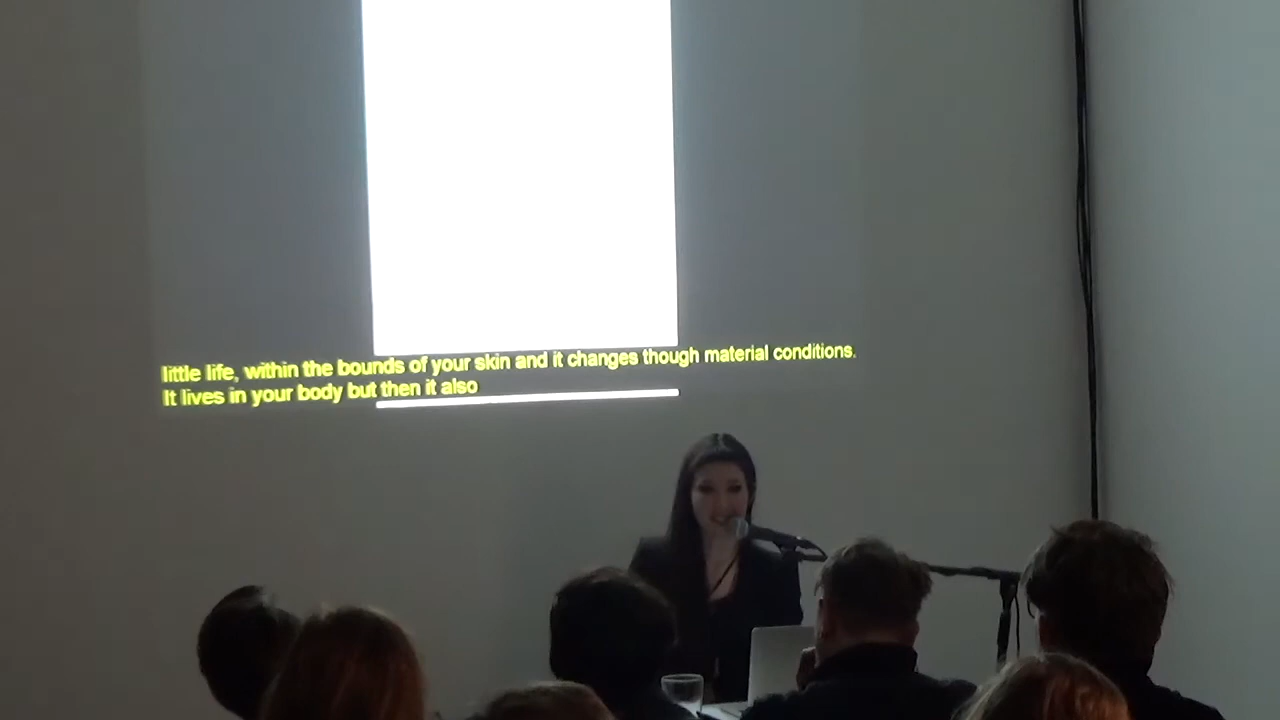 little life, within the bounds of your skin and it changes though material conditions.
It lives in your body but then it also